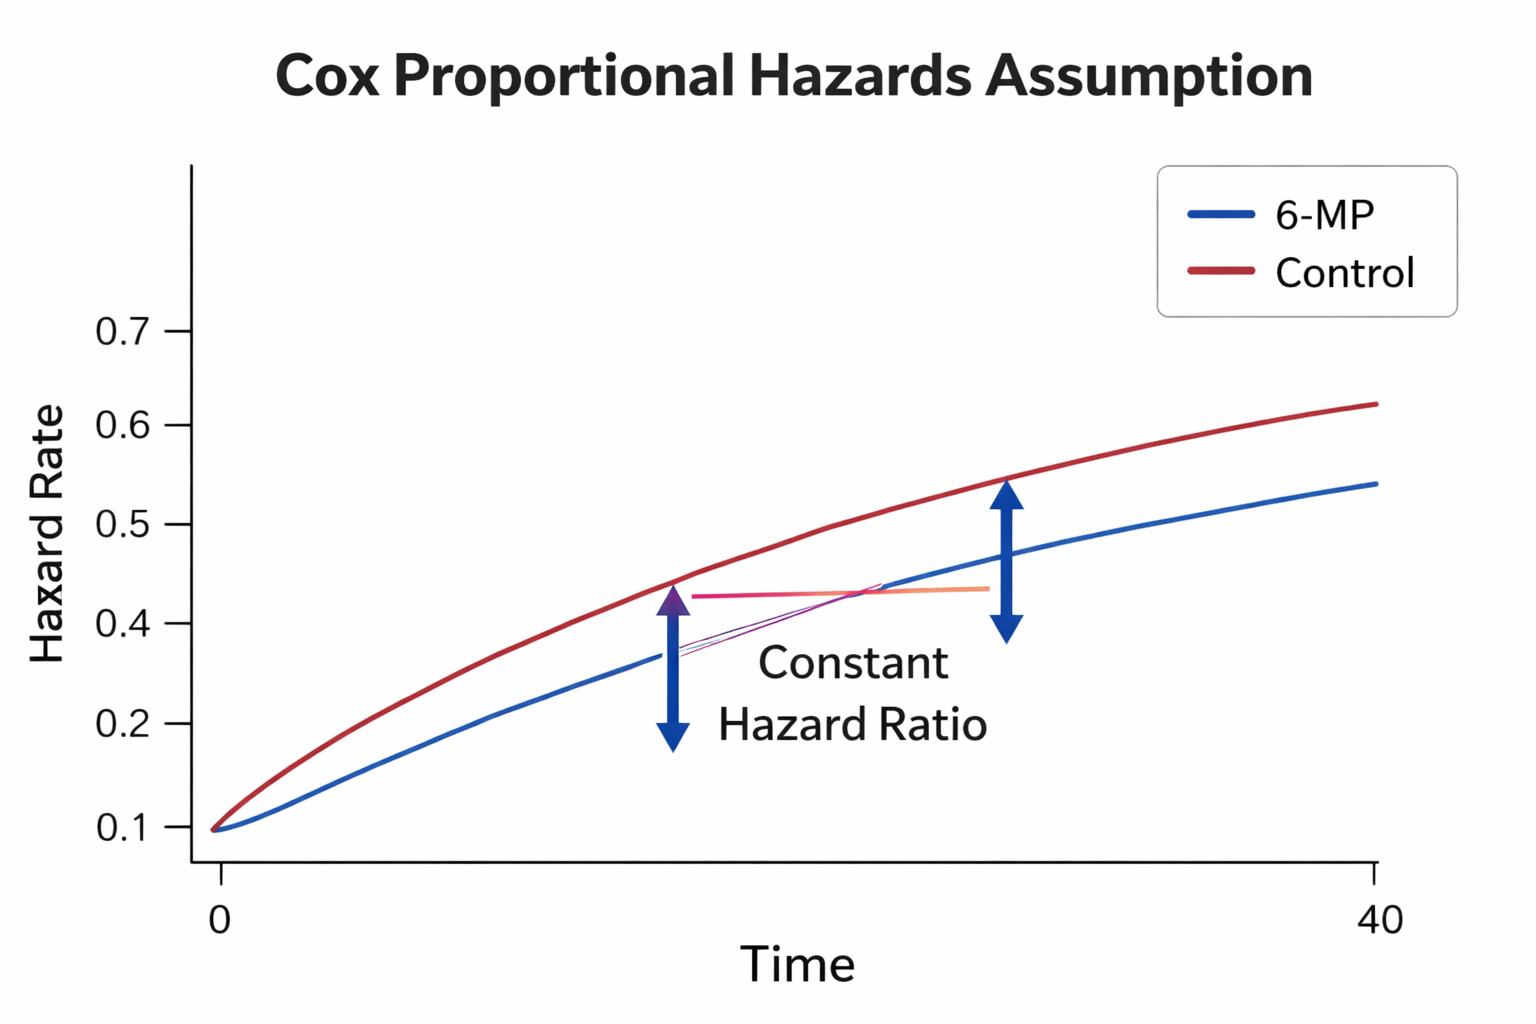 Cox Proportional Hazards Assumption
6-MP
Control
0.7
0.6
0.5
0.4
0.2
0.1
Haxard Rate
Constant
Hazard Ratio
0
40
Time